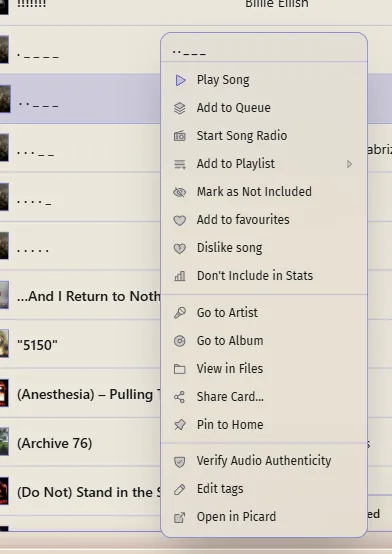 !!!!!!!
Billie Eilish
. _ _ _ _
. . _ _ _
. . . _ _
. . . . _
. . . . .
...And I Return to Noth
"5150"
(Anesthesia) – Pulling
(Archive 76)
(Do Not) Stand in the S
. . _ _ _
Play Song
Add to Queue
Start Song Radio
Add to Playlist
Mark as Not Included
Add to favourites
Dislike song
Don't Include in Stats
Go to Artist
Go to Album
View in Files
Share Card...
Pin to Home
Verify Audio Authenticity
Edit tags
Open in Picard